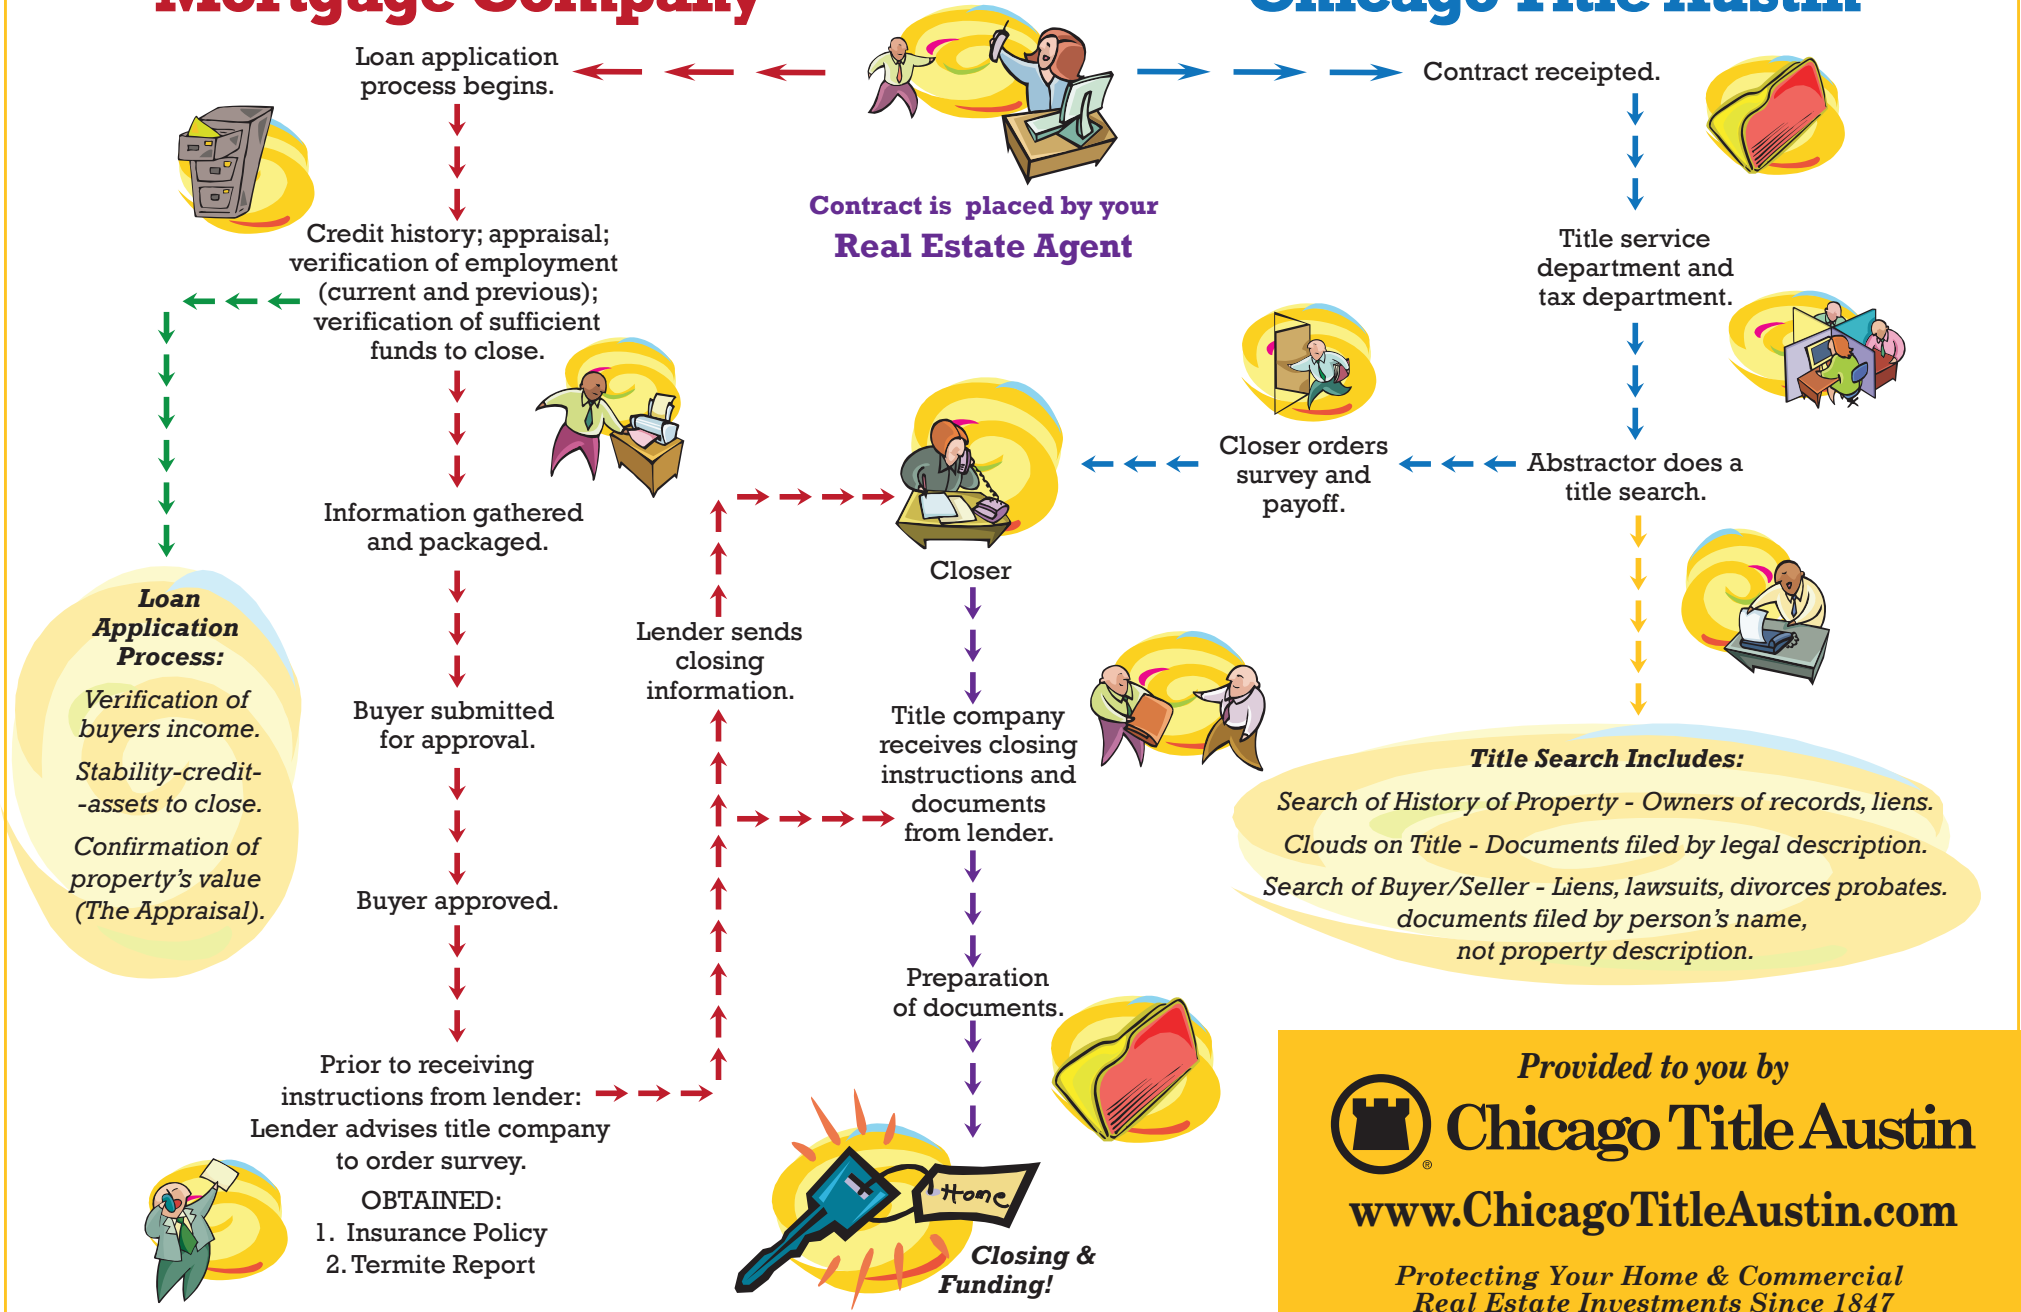 Mortgage Company
Chicago Title Austin
Loan application
process begins.
Contract receipted.
Contract is placed by your
Real Estate Agent
Credit history; appraisal;
verification of employment
(current and previous);
verification of sufficient
funds to close.
Title service
department and
tax department.
Closer orders
survey and
payoff.
Abstractor does a
title search.
Information gathered
and packaged.
Closer
Loan
Application
Process:
Verification of
buyers income.
Stability-credit-
-assets to close.
Confirmation of
property's value
(The Appraisal).
Lender sends
closing
information.
Buyer submitted
for approval.
Title company
receives closing
instructions and
documents
from lender.
Title Search Includes:
Search of History of Property - Owners of records, liens.
Clouds on Title - Documents filed by legal description.
Search of Buyer/Seller - Liens, lawsuits, divorces probates.
documents filed by person's name,
not property description.
Buyer approved.
Preparation
of documents.
Prior to receiving
instructions from lender:
Lender advises title company
to order survey.
OBTAINED:
1. Insurance Policy
2. Termite Report
Home
Closing &
Funding!
Provided to you by
Chicago Title Austin
®
www.ChicagoTitleAustin.com
Protecting Your Home & Commercial
Real Estate Investments Since 1847